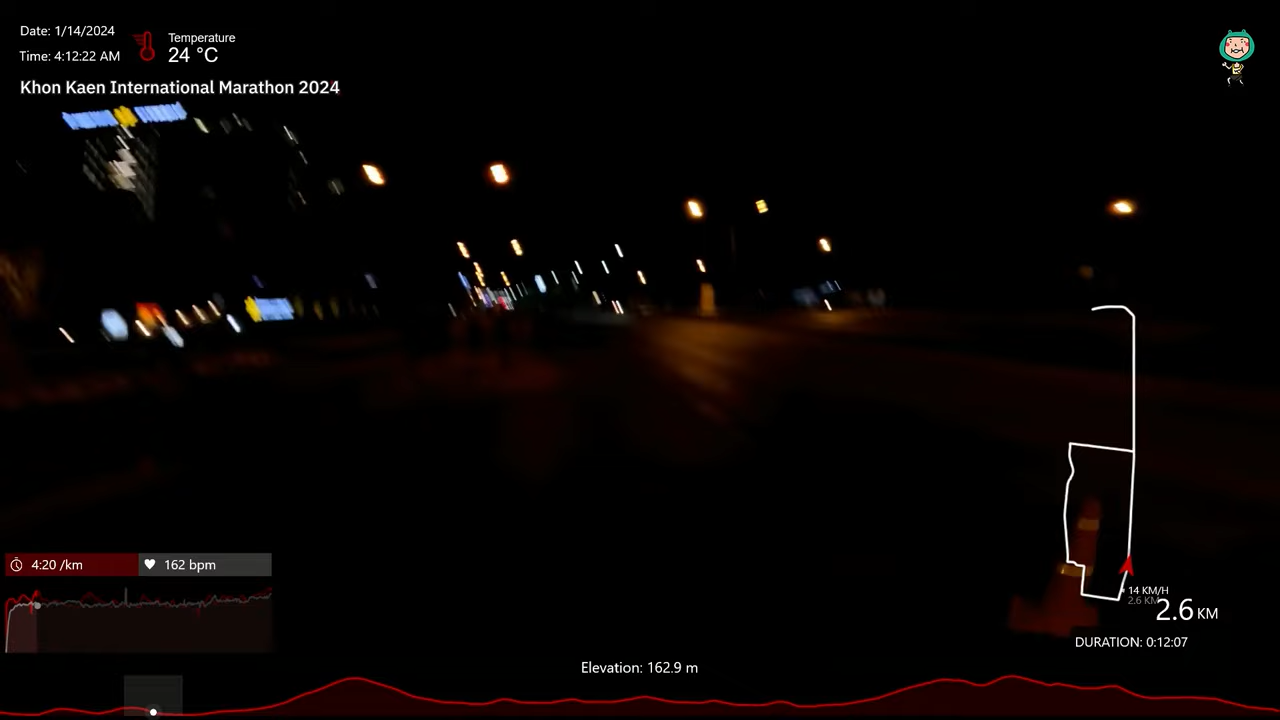 Date: 1/14/2024
Time: 4:12:22 AM
Temperature
24 °C
Khon Kaen International Marathon 2024
4:20 /km
162 bpm
14 KM/H
2.6 KM
2.6 KM
DURATION: 0:12:07
Elevation: 162.9 m